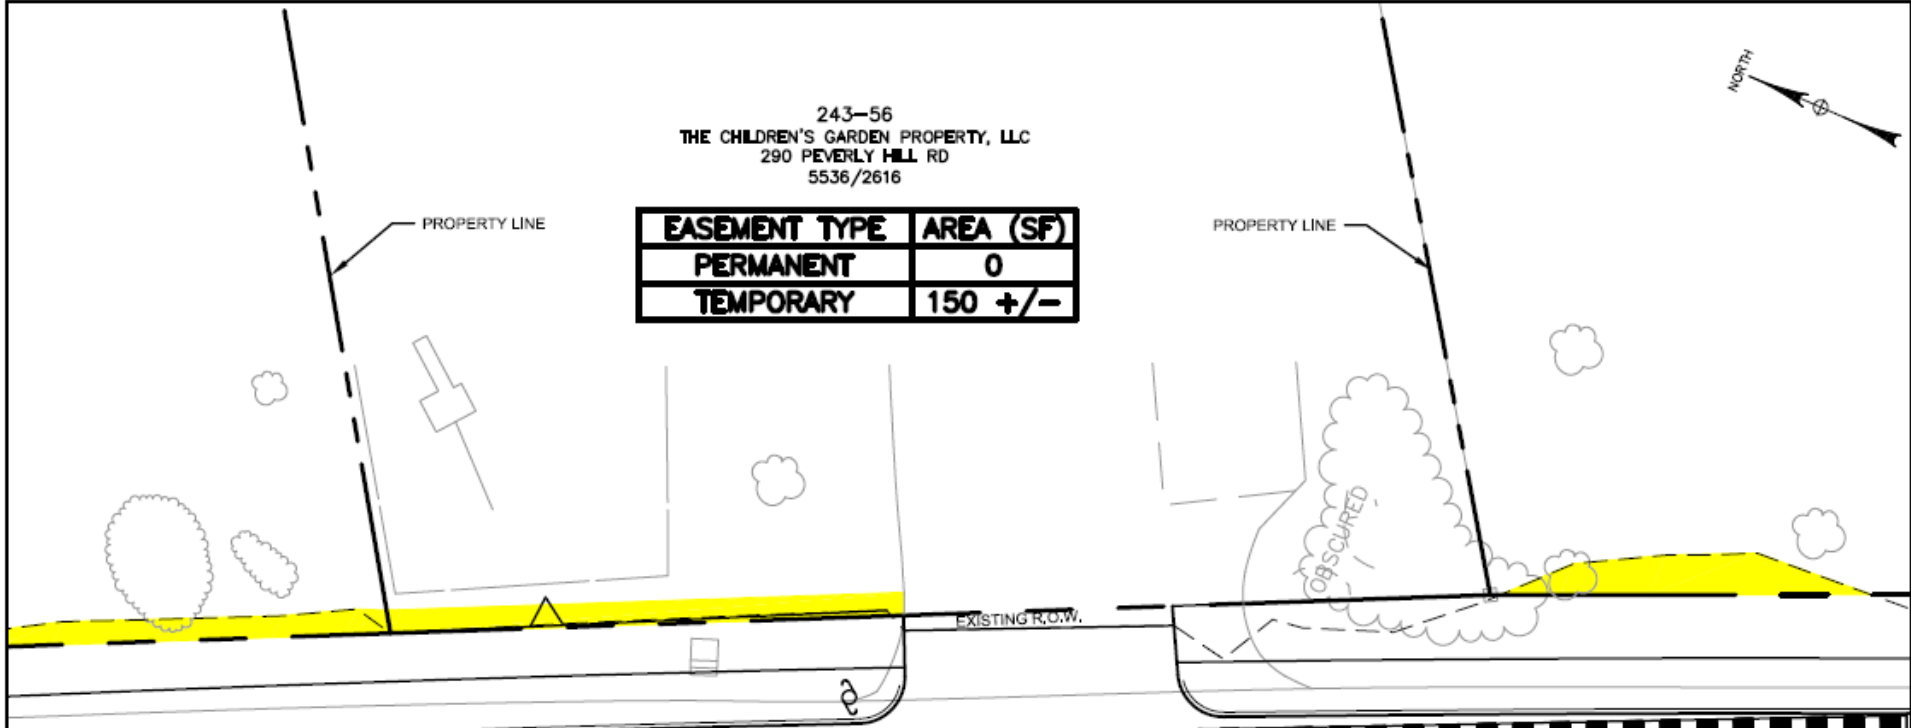 NORTH
243-56
THE CHILDREN'S GARDEN PROPERTY, LLC
290 PEVERLY HILL RD
5536/2616
PROPERTY LINE
PROPERTY LINE
EASEMENT TYPE AREA (SF)
PERMANENT 0
TEMPORARY 150 +/-
OBSCURED
EXISTING R.O.W.